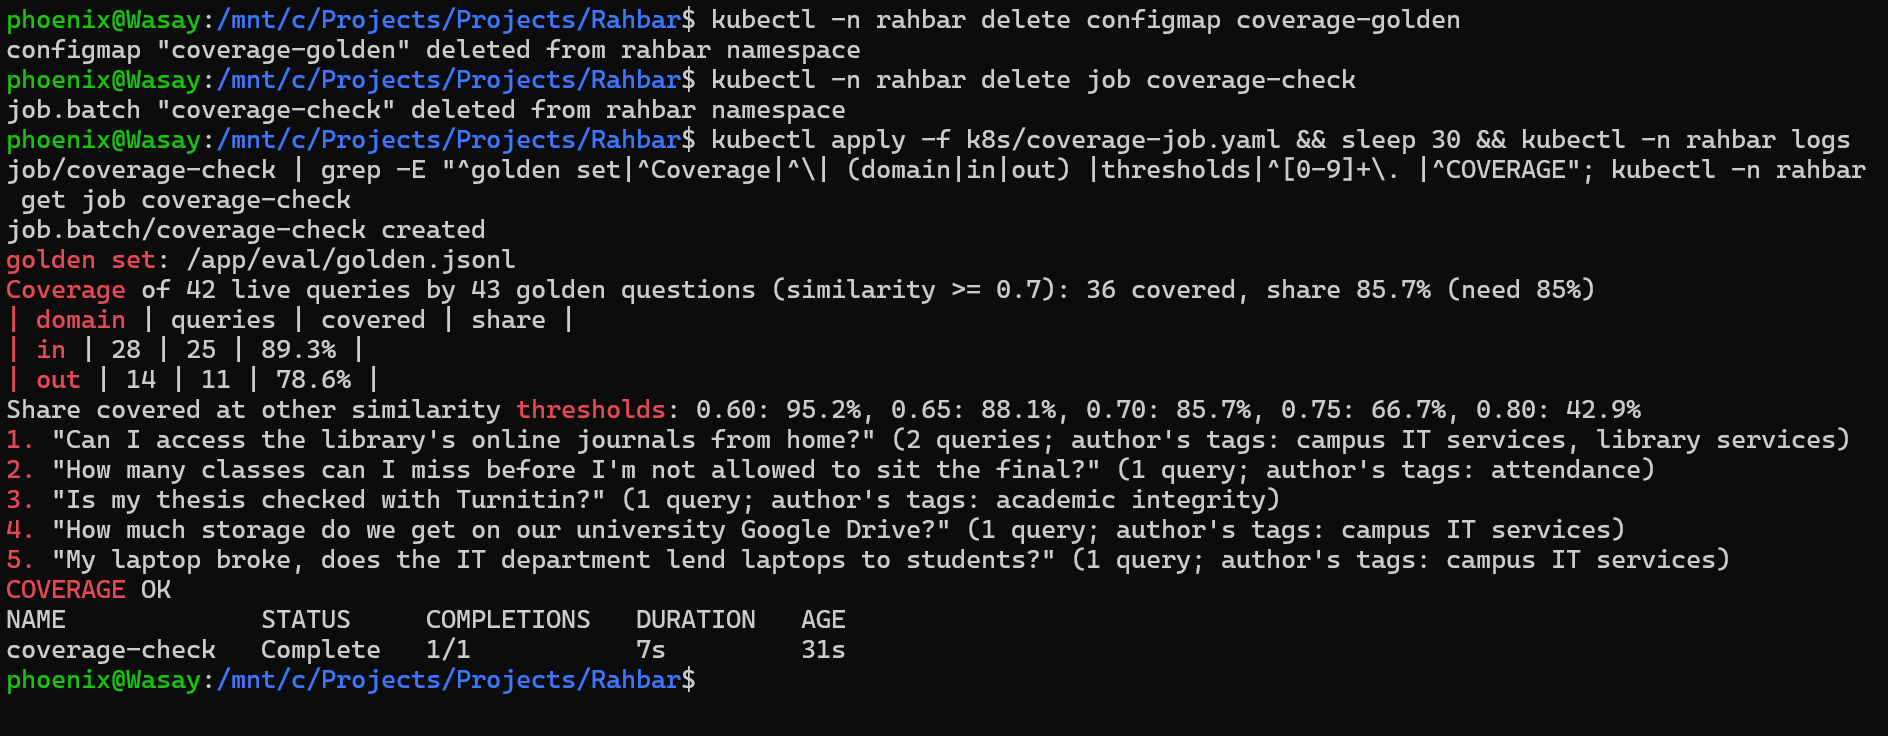 phoenix@Wasay:/mnt/c/Projects/Projects/Rahbar$ kubectl -n rahbar delete configmap coverage-golden
configmap "coverage-golden" deleted from rahbar namespace
phoenix@Wasay:/mnt/c/Projects/Projects/Rahbar$ kubectl -n rahbar delete job coverage-check
job.batch "coverage-check" deleted from rahbar namespace
phoenix@Wasay:/mnt/c/Projects/Projects/Rahbar$ kubectl apply -f k8s/coverage-job.yaml && sleep 30 && kubectl -n rahbar logs
job/coverage-check | grep -E "^golden set|^Coverage|^\| (domain|in|out) |thresholds|^[0-9]+\. |^COVERAGE"; kubectl -n rahbar
 get job coverage-check
job.batch/coverage-check created
golden set: /app/eval/golden.jsonl
Coverage of 42 live queries by 43 golden questions (similarity >= 0.7): 36 covered, share 85.7% (need 85%)
| domain | queries | covered | share |
| in | 28 | 25 | 89.3% |
| out | 14 | 11 | 78.6% |
Share covered at other similarity thresholds: 0.60: 95.2%, 0.65: 88.1%, 0.70: 85.7%, 0.75: 66.7%, 0.80: 42.9%
1. "Can I access the library's online journals from home?" (2 queries; author's tags: campus IT services, library services)
2. "How many classes can I miss before I'm not allowed to sit the final?" (1 query; author's tags: attendance)
3. "Is my thesis checked with Turnitin?" (1 query; author's tags: academic integrity)
4. "How much storage do we get on our university Google Drive?" (1 query; author's tags: campus IT services)
5. "My laptop broke, does the IT department lend laptops to students?" (1 query; author's tags: campus IT services)
COVERAGE OK
NAME             STATUS     COMPLETIONS   DURATION   AGE
coverage-check   Complete   1/1           7s         31s
phoenix@Wasay:/mnt/c/Projects/Projects/Rahbar$